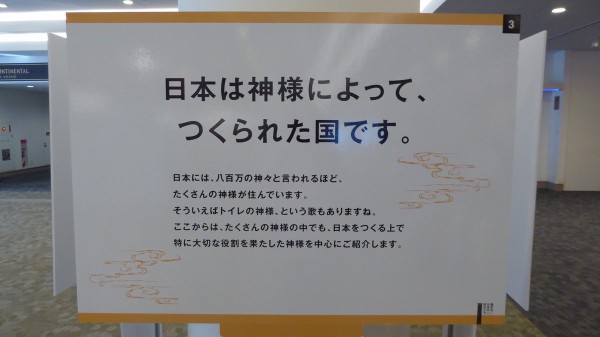 3
日本は神様によって、
つくられた国です。
日本には、八百万の神々と言われるほど、
たくさんの神様が住んでいます。
そういえばトイレの神様、という歌もありますね。
ここからは、たくさんの神様の中でも、日本をつくる上で
特に大切な役割を果たした神様を中心にご紹介します。